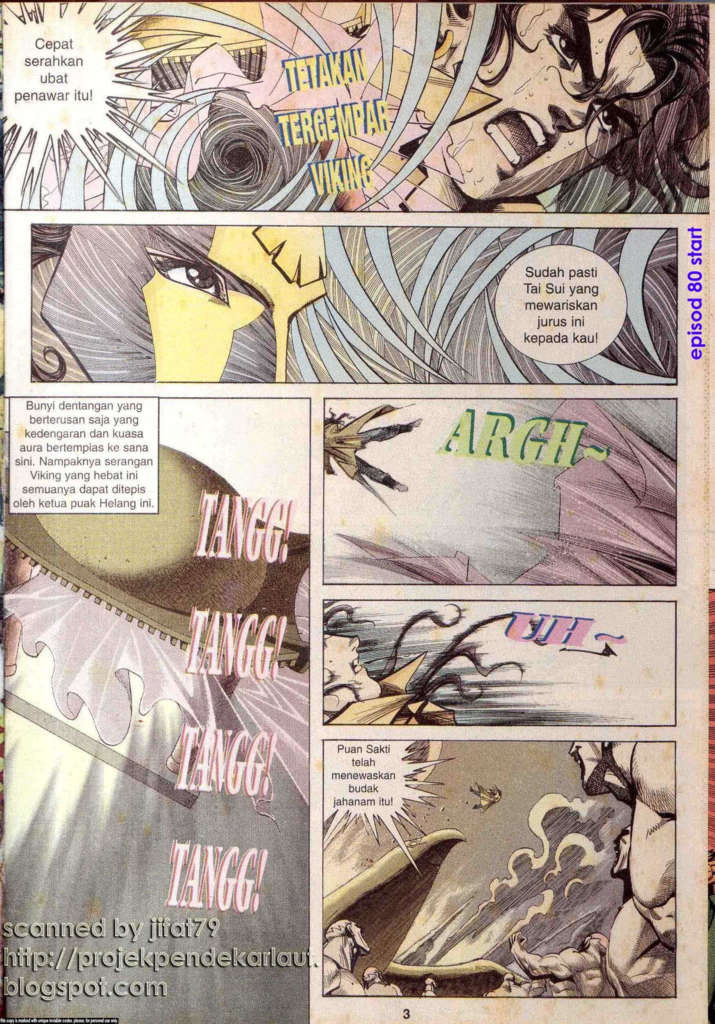 Cepat
serahkan
ubat
penawar itu!
TETAKAN
TERGEMPAR
VIKING
episod 80 start
Sudah pasti
Tai Sui yang
mewariskan
jurus ini
kepada kau!
Bunyi dentangan yang
berterusan saja yang
kedengaran dan kuasa
aura bertempias ke sana
sini. Nampaknya serangan
Viking yang hebat ini
semuanya dapat ditepis
oleh ketua puak Helang ini.
TANGG!
TANGG!
TANGG!
TANGG!
ARGH~
UH~
Puan Sakti
telah
menewaskan
budak
jahanam itu!
scanned by jifat79
http://projekpendekarlaut.
blogspot.com
3